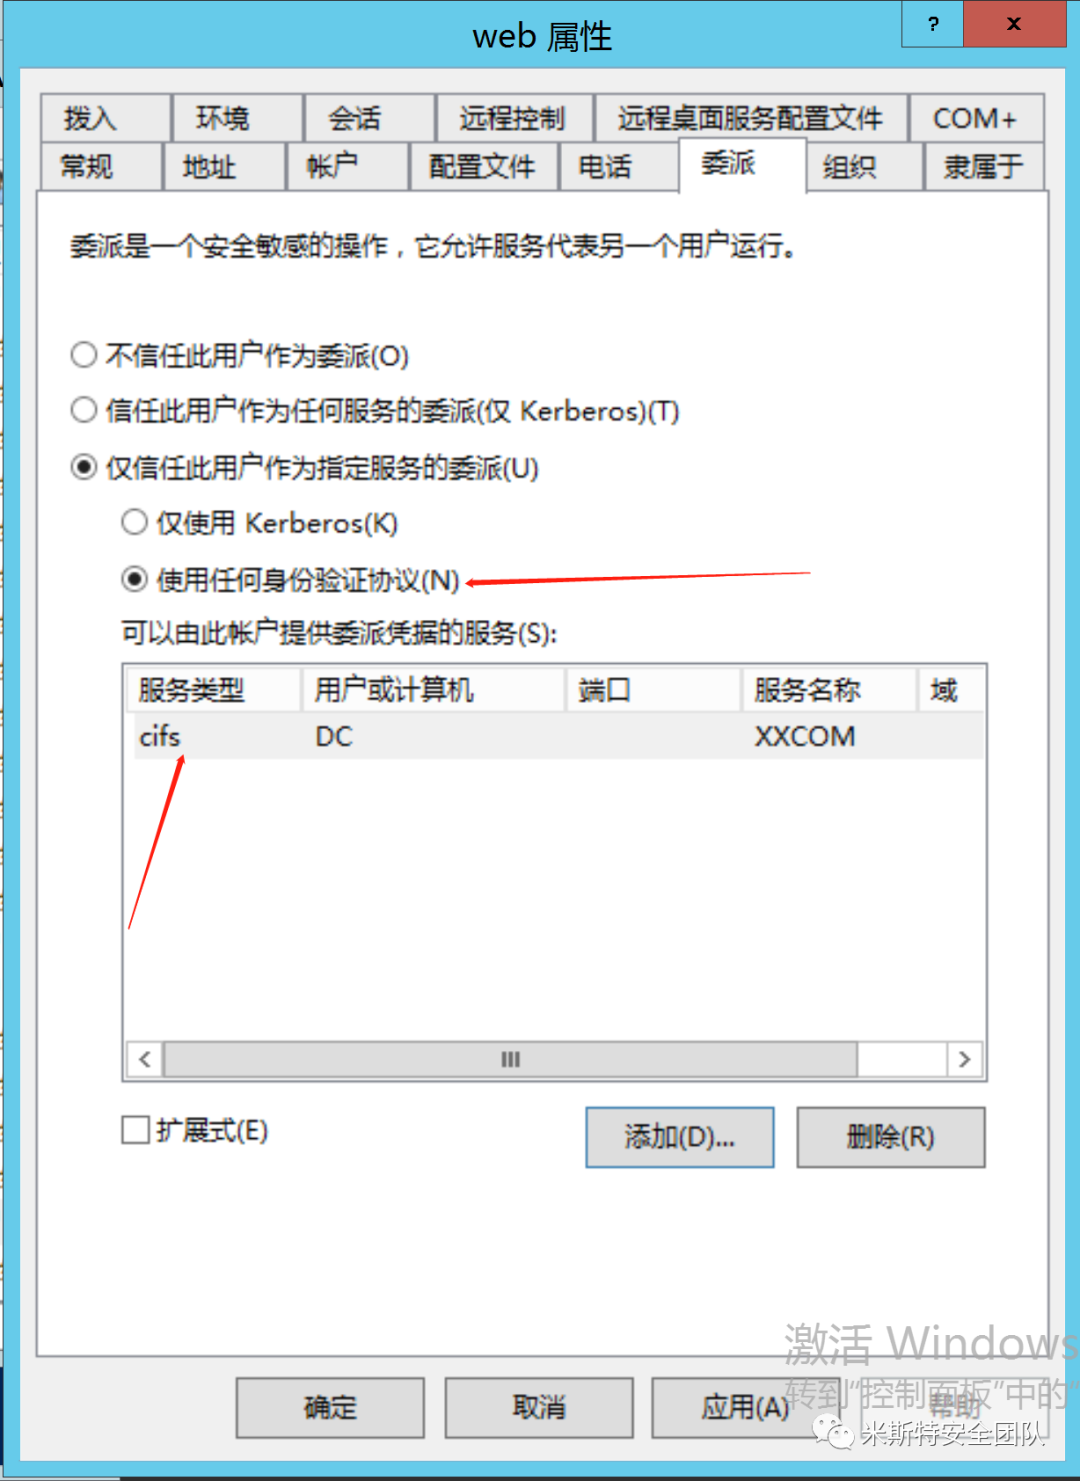 web 属性
?
x
拨入 环境 会话 远程控制 远程桌面服务配置文件 COM+
常规 地址 帐户 配置文件 电话 委派 组织 隶属于
委派是一个安全敏感的操作，它允许服务代表另一个用户运行。
不信任此用户作为委派(O)
信任此用户作为任何服务的委派(仅 Kerberos)(T)
仅信任此用户作为指定服务的委派(U)
仅使用 Kerberos(K)
使用任何身份验证协议(N)
可以由此帐户提供委派凭据的服务(S):
服务类型 用户或计算机 端口 服务名称 域
cifs DC XXCOM
扩展式(E)
添加(D)... 删除(R)
激活 Windows
转到"控制面板"中的"
确定 取消 应用(A) 帮助
米斯特安全团队